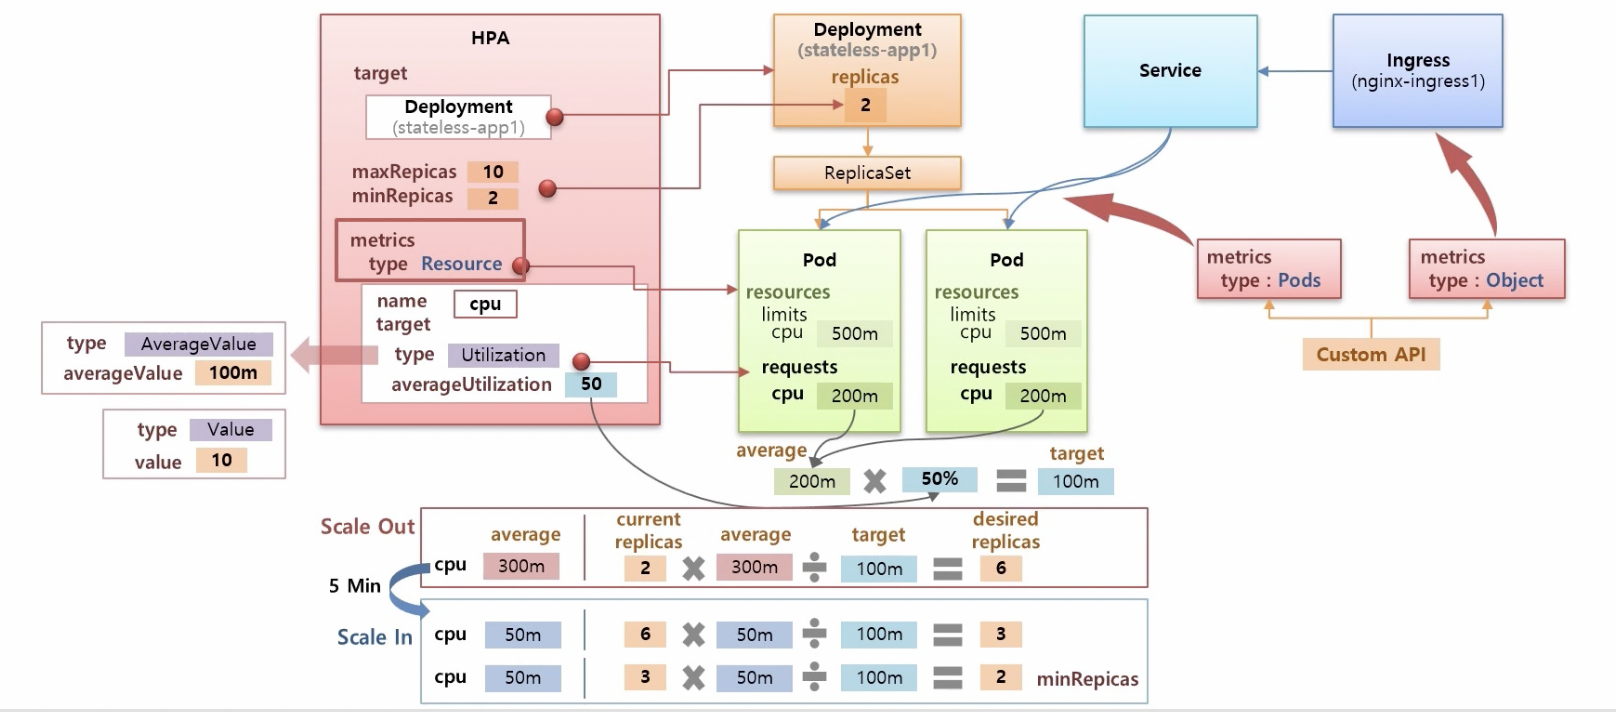 HPA
target
Deployment
(stateless-app1)
maxRepicas 10
minRepicas 2
metrics
type Resource
name cpu
target
type Utilization
averageUtilization 50
type AverageValue
averageValue 100m
type Value
value 10
Deployment
(stateless-app1)
replicas
2
ReplicaSet
Service
Ingress
(nginx-ingress1)
Pod
resources
limits
cpu 500m
requests
cpu 200m
Pod
resources
limits
cpu 500m
requests
cpu 200m
metrics
type : Pods
metrics
type : Object
Custom API
average target
200m × 50% = 100m
Scale Out
average current replicas average target desired replicas
cpu 300m 2 × 300m ÷ 100m = 6
5 Min
Scale In
cpu 50m 6 × 50m ÷ 100m = 3
cpu 50m 3 × 50m ÷ 100m = 2 minRepicas